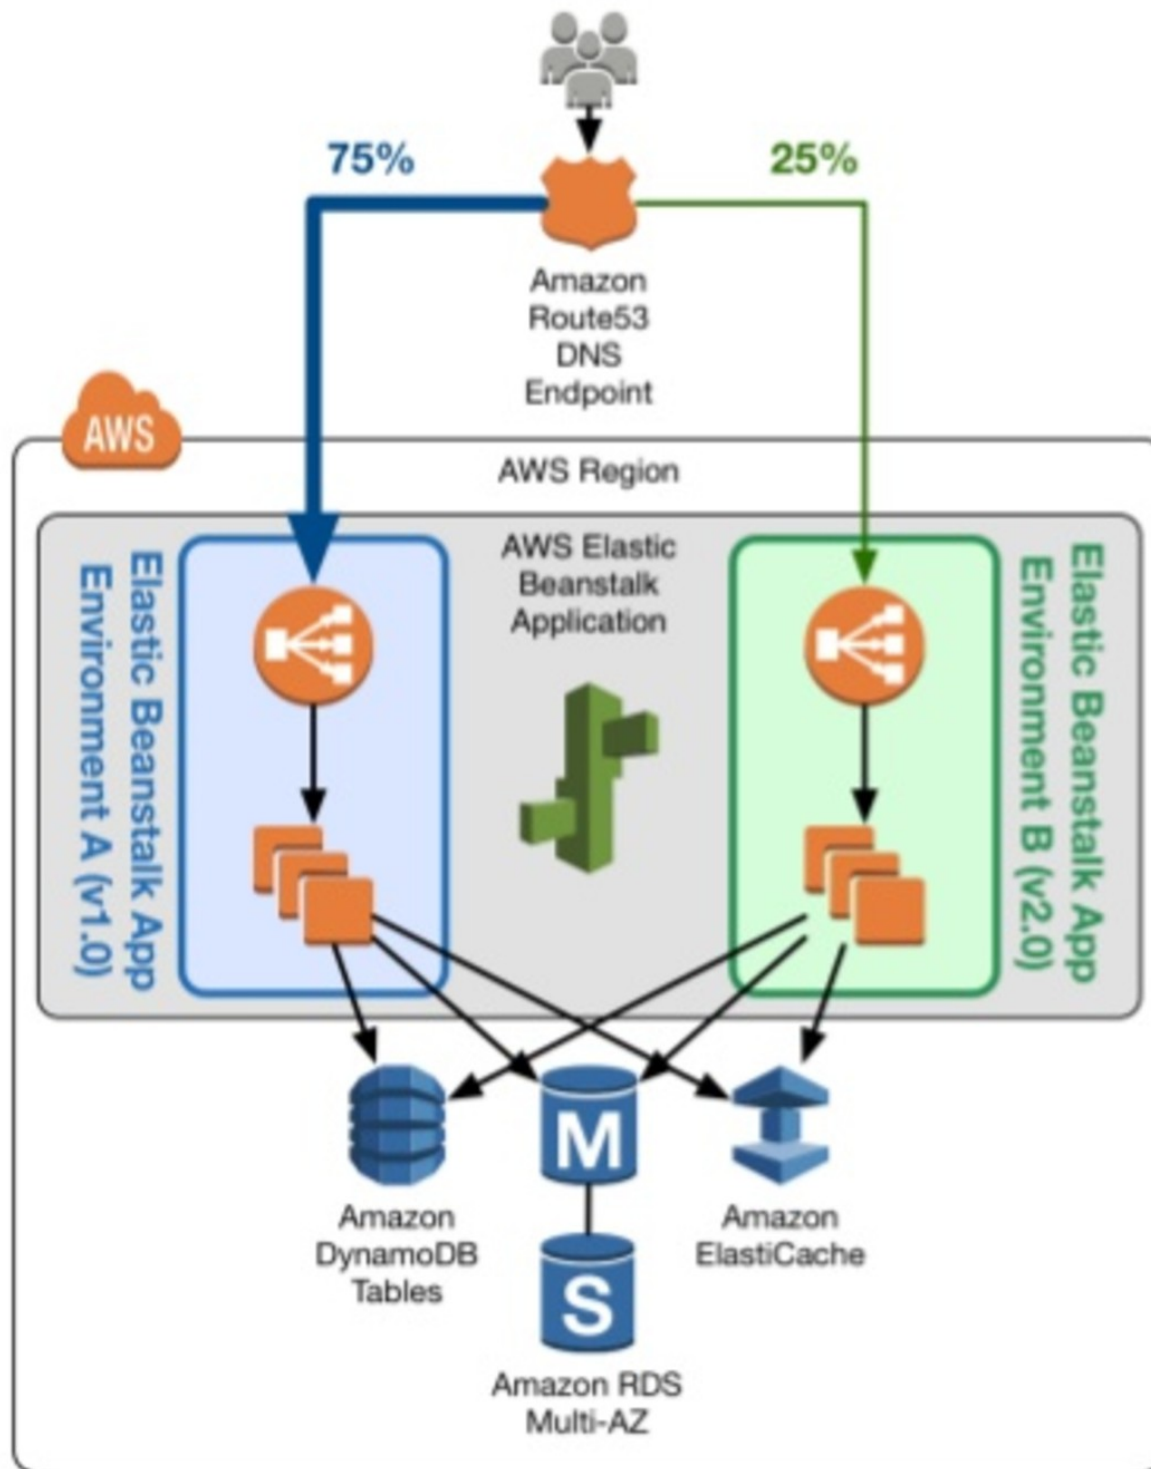 75%
25%
Amazon
Route53
DNS
Endpoint
AWS
AWS Region
Elastic Beanstalk App
Environment A (v1.0)
AWS Elastic
Beanstalk
Application
Elastic Beanstalk App
Environment B (v2.0)
M
Amazon
DynamoDB
Tables
Amazon
ElastiCache
S
Amazon RDS
Multi-AZ